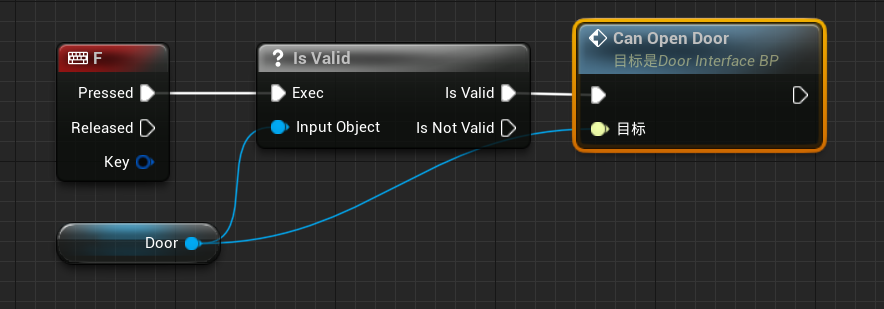 F
Pressed
Released
Key
Is Valid
Exec
Is Valid
Input Object
Is Not Valid
Can Open Door
目标是Door Interface BP
目标
Door